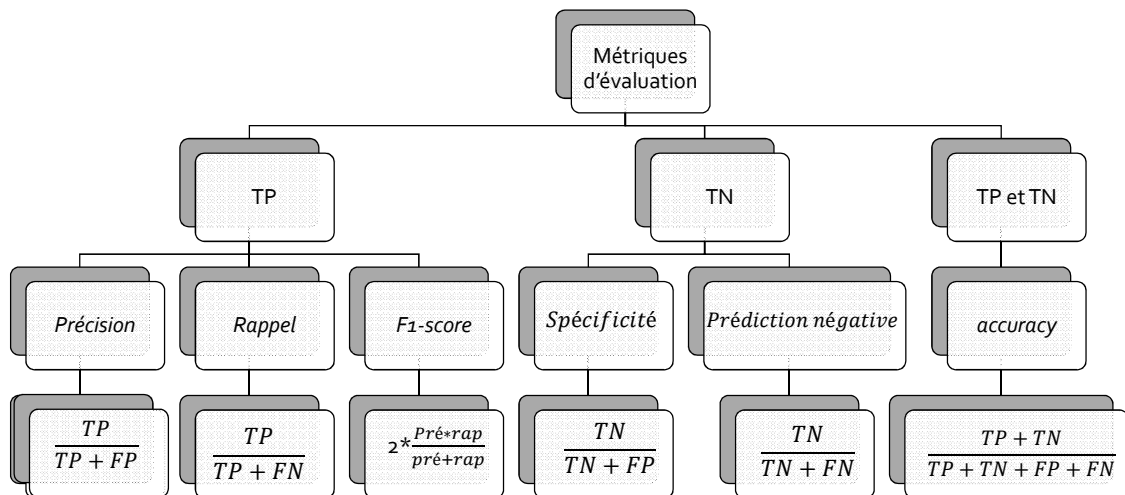 Métriques
d'évaluation
TP
TN
TP et TN
Précision
Rappel
F1-score
Spécificité
Prédiction négative
accuracy
TP
TP + FP
TP
TP + FN
2*
Pré*rap
pré+rap
TN
TN + FP
TN
TN + FN
TP + TN
TP + TN + FP + FN